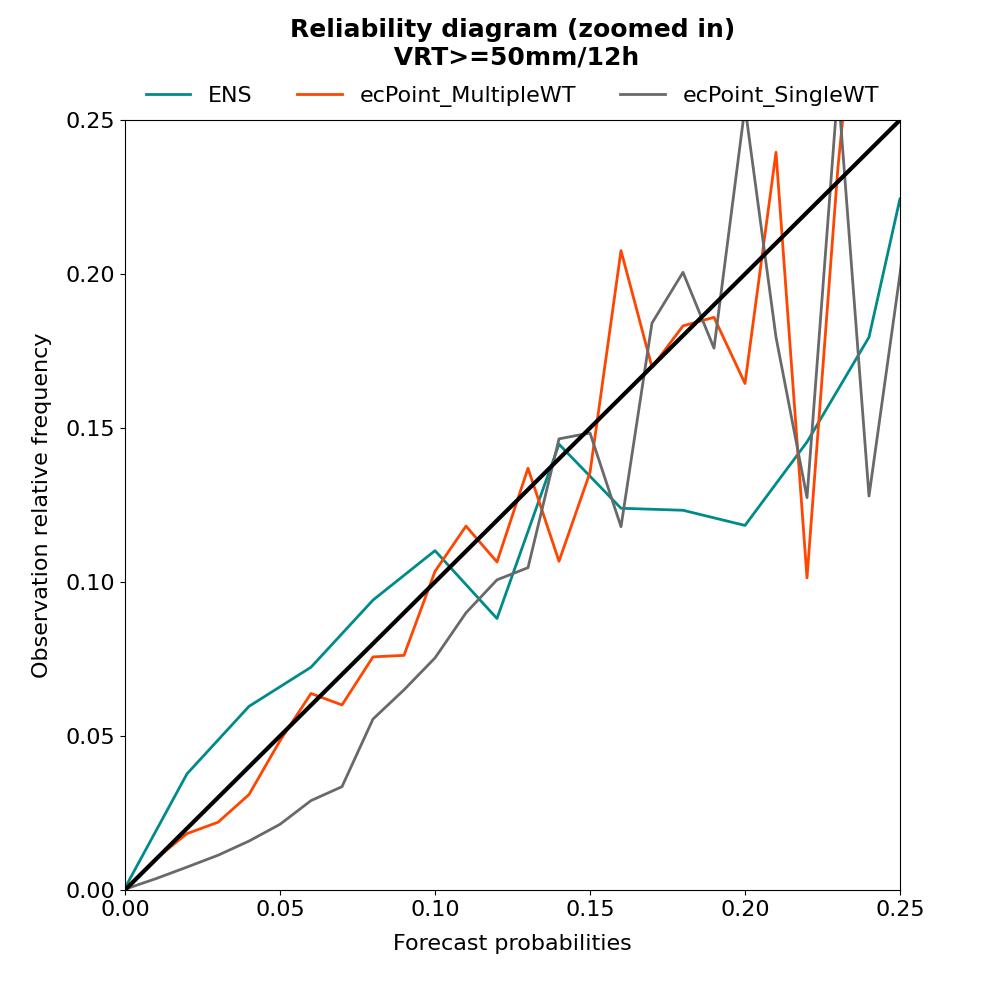 Reliability diagram (zoomed in)
VRT>=50mm/12h
ENS ecPoint_MultipleWT ecPoint_SingleWT
0.25
0.20
0.15
0.10
0.05
0.00
Observation relative frequency
0.00 0.05 0.10 0.15 0.20 0.25
Forecast probabilities